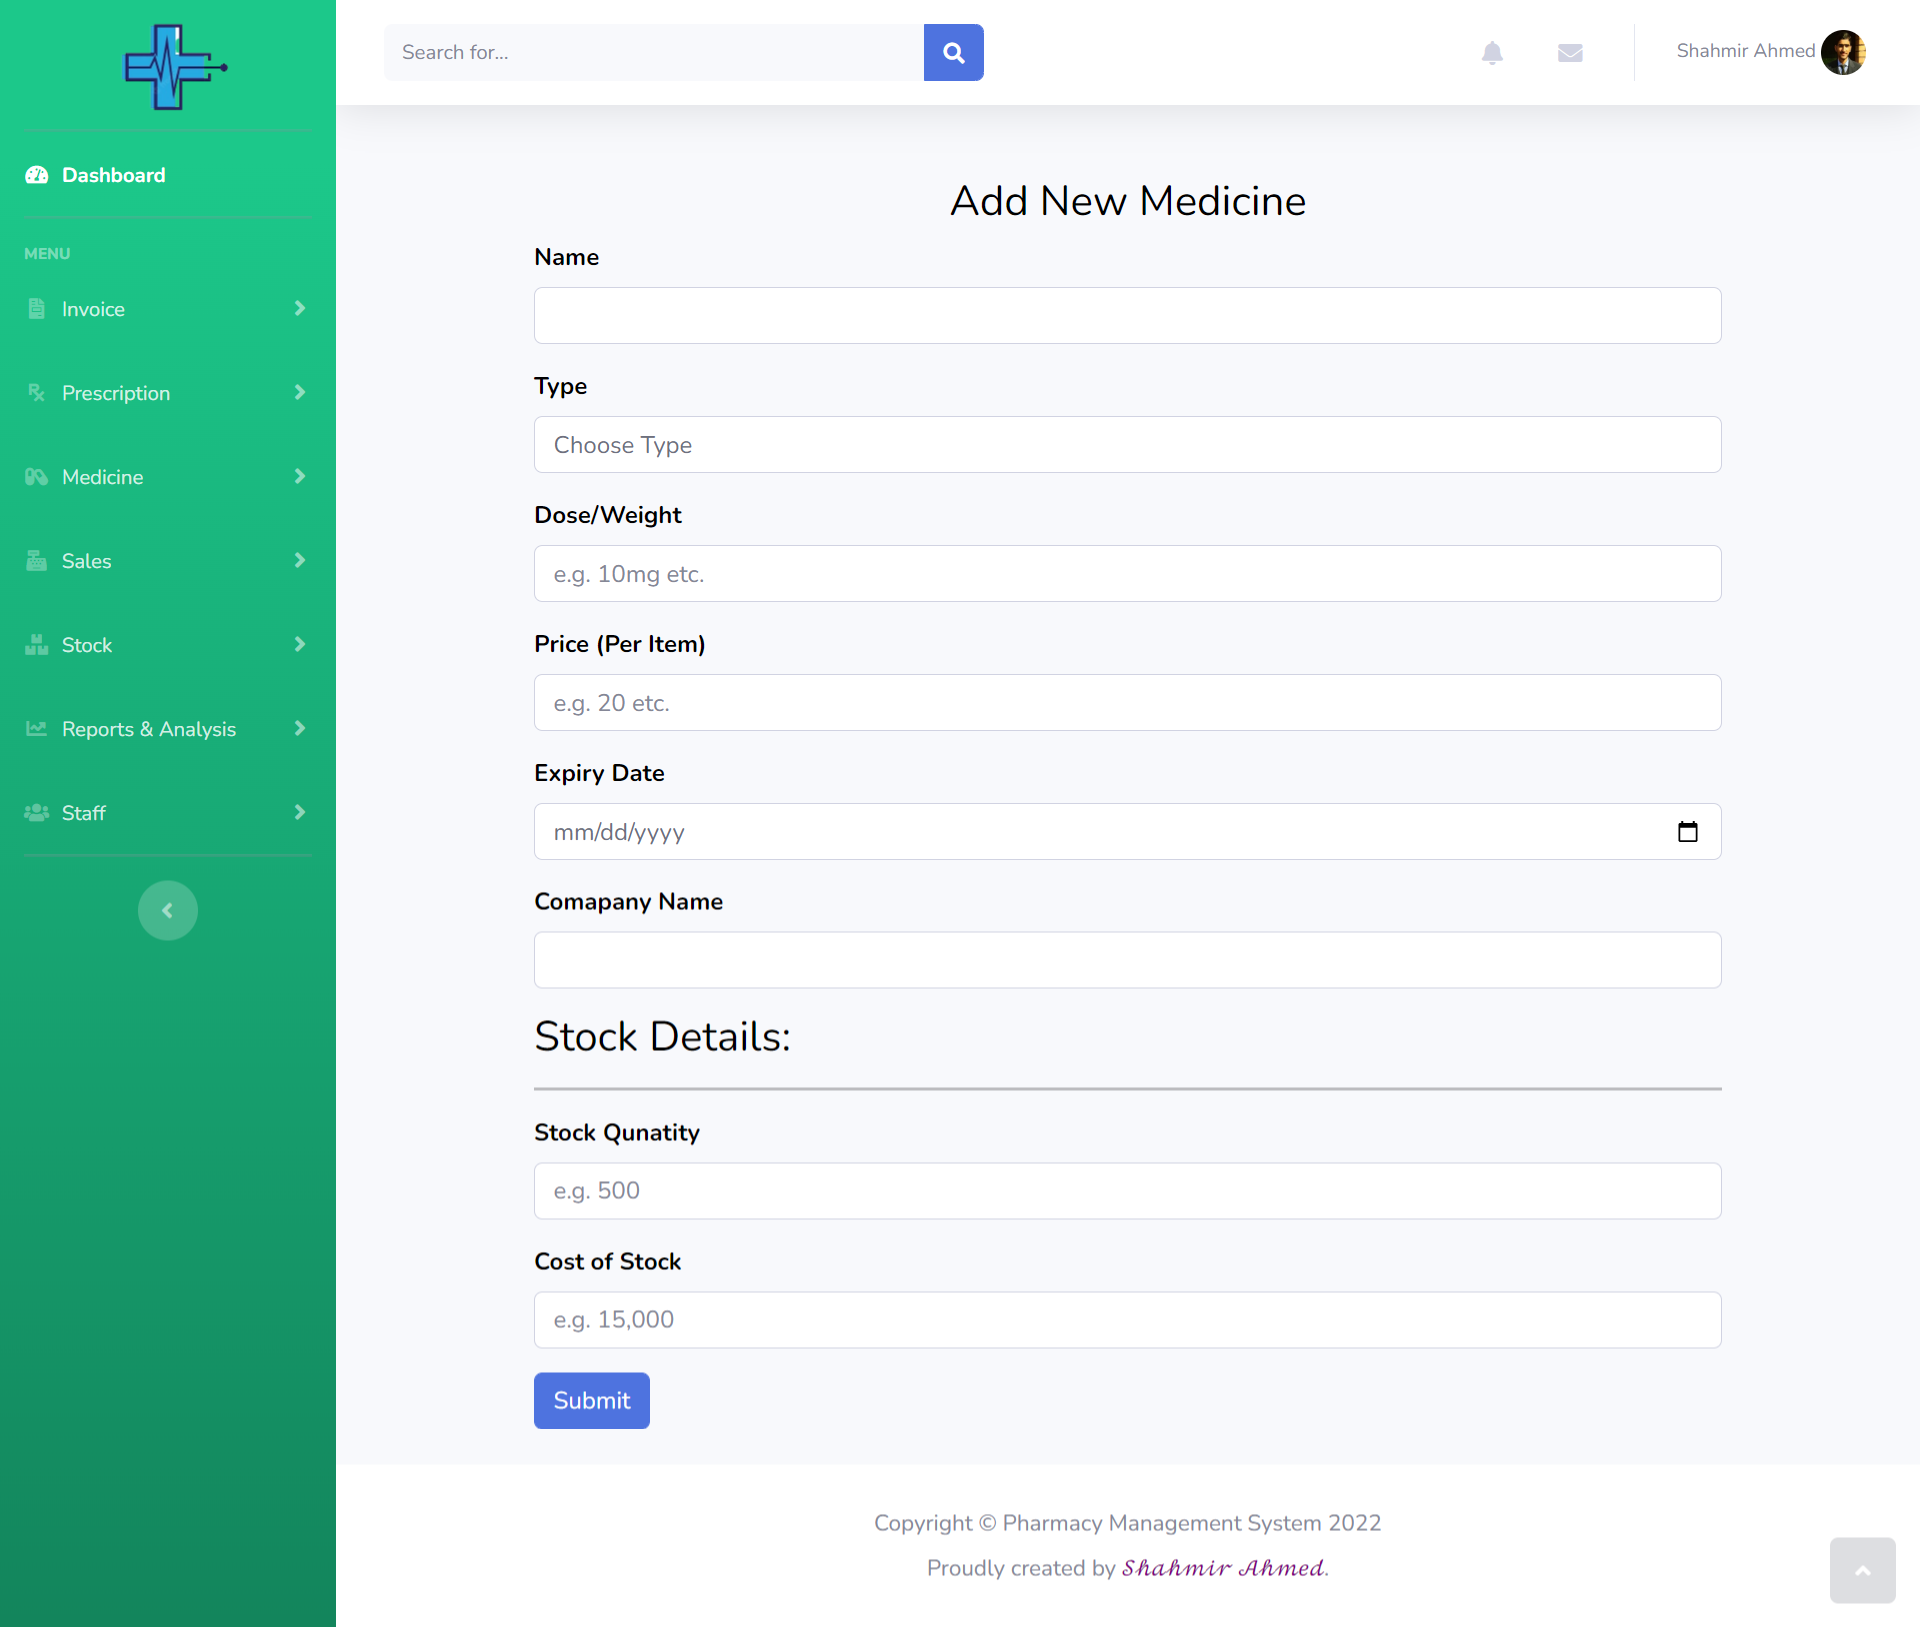 Search for...
Shahmir Ahmed
Dashboard
MENU
Invoice
Prescription
Medicine
Sales
Stock
Reports & Analysis
Staff
Add New Medicine
Name
Type
Choose Type
Dose/Weight
e.g. 10mg etc.
Price (Per Item)
e.g. 20 etc.
Expiry Date
mm/dd/yyyy
Comapany Name
Stock Details:
Stock Qunatity
e.g. 500
Cost of Stock
e.g. 15,000
Submit
Copyright © Pharmacy Management System 2022
Proudly created by Shahmir Ahmed.